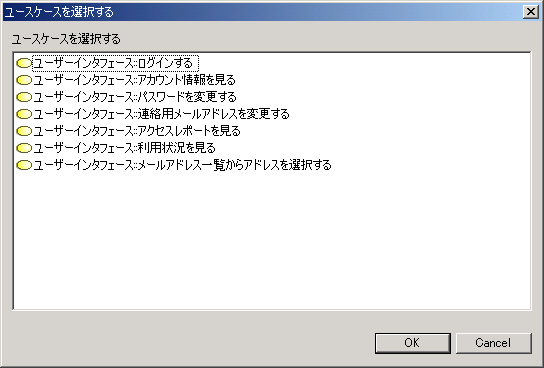 ユースケースを選択する
ユースケースを選択する
ユーザーインタフェース::ログインする
ユーザーインタフェース::アカウント情報を見る
ユーザーインタフェース::パスワードを変更する
ユーザーインタフェース::連絡用メールアドレスを変更する
ユーザーインタフェース::アクセスレポートを見る
ユーザーインタフェース::利用状況を見る
ユーザーインタフェース::メールアドレス一覧からアドレスを選択する
OK Cancel